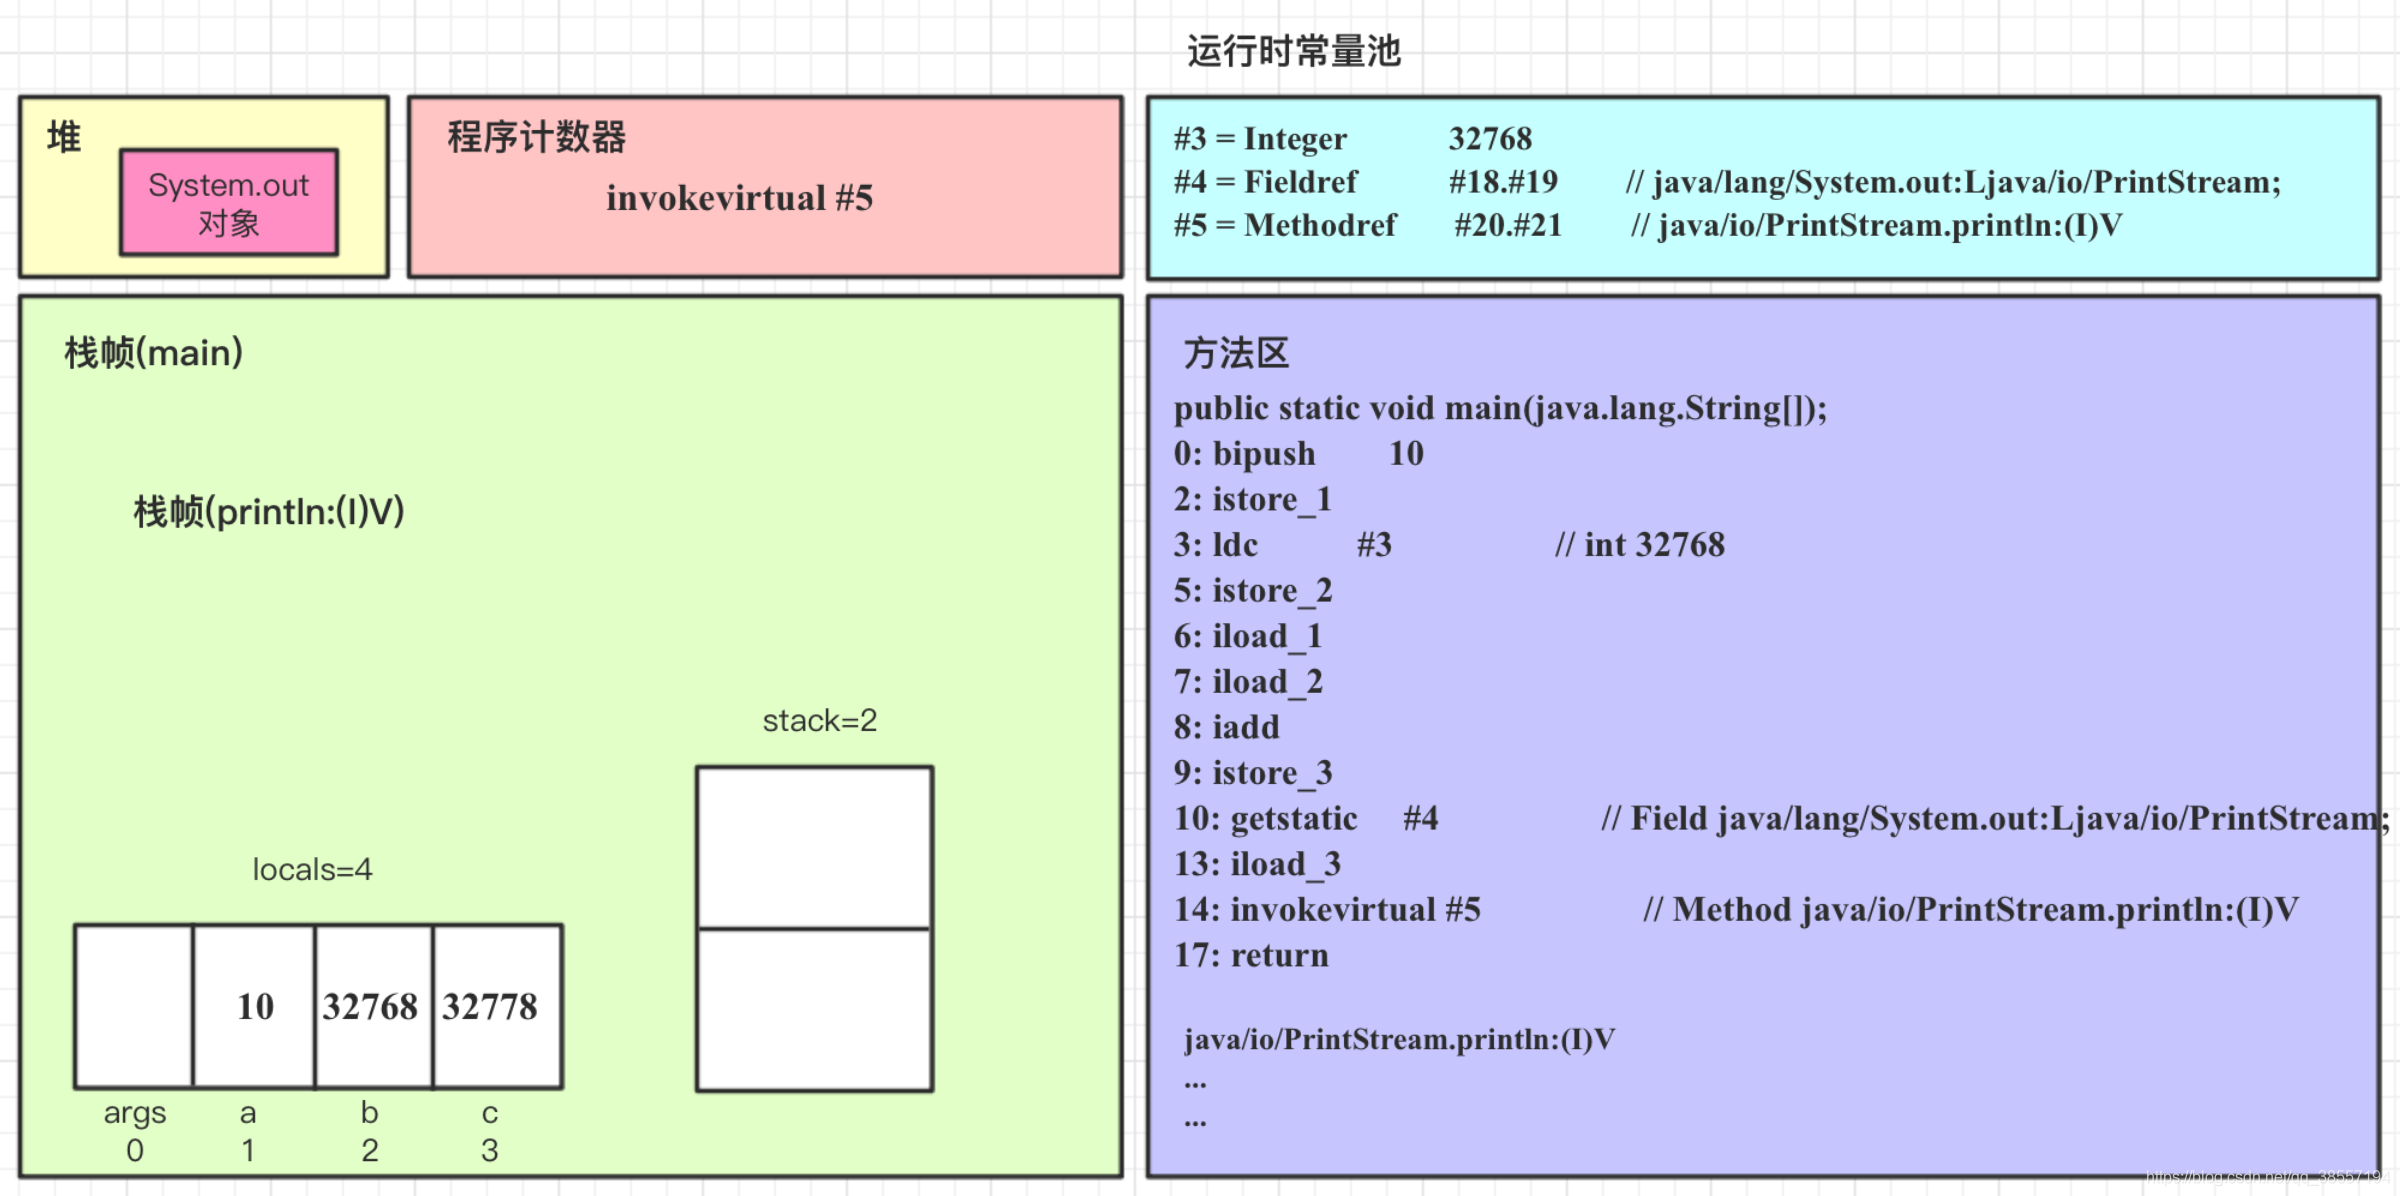 运行时常量池
堆
System.out
对象
程序计数器
invokevirtual #5
#3 = Integer 32768
#4 = Fieldref #18.#19 // java/lang/System.out:Ljava/io/PrintStream;
#5 = Methodref #20.#21 // java/io/PrintStream.println:(I)V
栈帧(main)
栈帧(println:(I)V)
stack=2
locals=4
10 32768 32778
args a b c
0 1 2 3
方法区
public static void main(java.lang.String[]);
0: bipush 10
2: istore_1
3: ldc #3 // int 32768
5: istore_2
6: iload_1
7: iload_2
8: iadd
9: istore_3
10: getstatic #4 // Field java/lang/System.out:Ljava/io/PrintStream;
13: iload_3
14: invokevirtual #5 // Method java/io/PrintStream.println:(I)V
17: return
java/io/PrintStream.println:(I)V
...
...
https://blog.csdn.net/qq_38557194